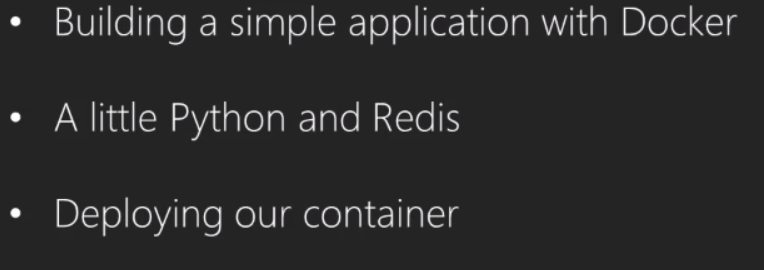 • Building a simple application with Docker
• A little Python and Redis
• Deploying our container